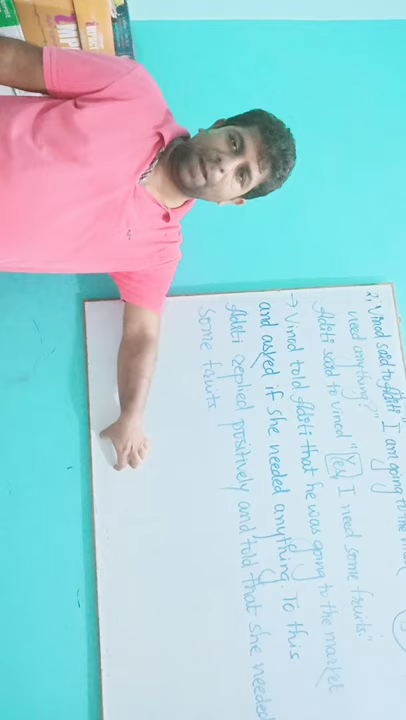 Vinod said to Aditi "I am going to the
need anything?"
Aditi said to Vinod "Yes, I need some fruits."
→ Vinod told Aditi that he was going to the market
and asked if she needed anything. To this
Aditi replied positively and told that she needed
some fruits